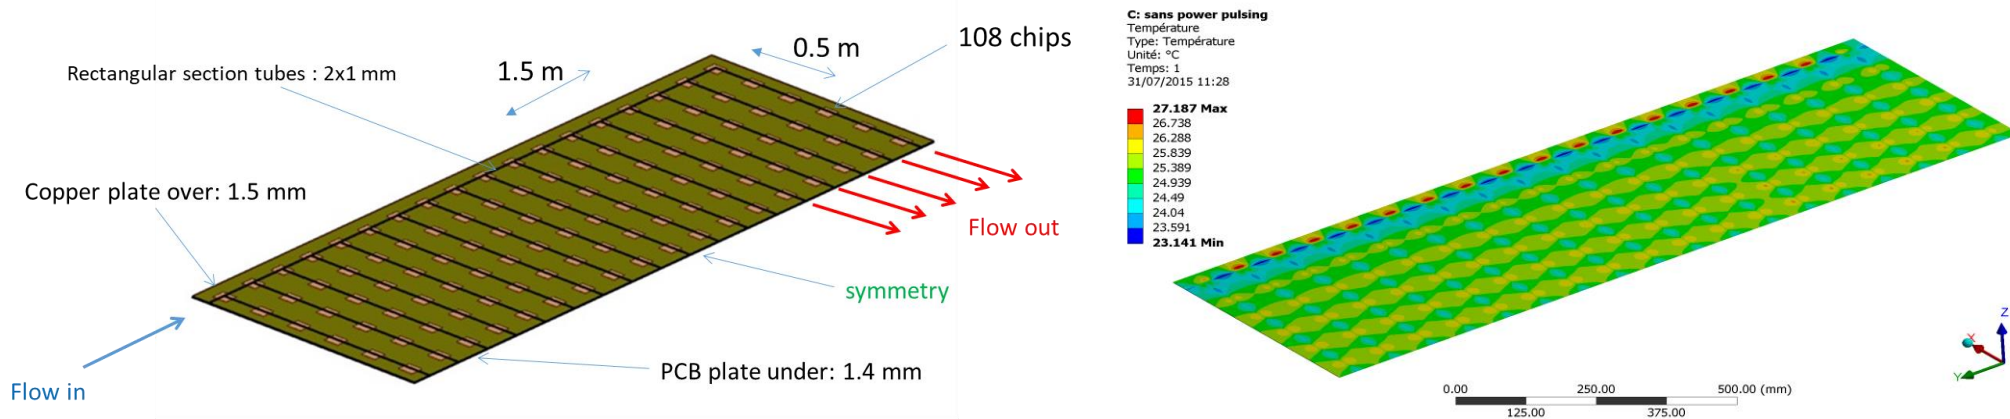 108 chips
0.5 m
1.5 m
Rectangular section tubes : 2x1 mm
Copper plate over: 1.5 mm
Flow in
Flow out
symmetry
PCB plate under: 1.4 mm
C: sans power pulsing
Température
Type: Température
Unité: °C
Temps: 1
31/07/2015 11:28
27.187 Max
26.738
26.288
25.839
25.389
24.939
24.49
24.04
23.591
23.141 Min
0.00
250.00
500.00 (mm)
125.00
375.00
Z
X
Y